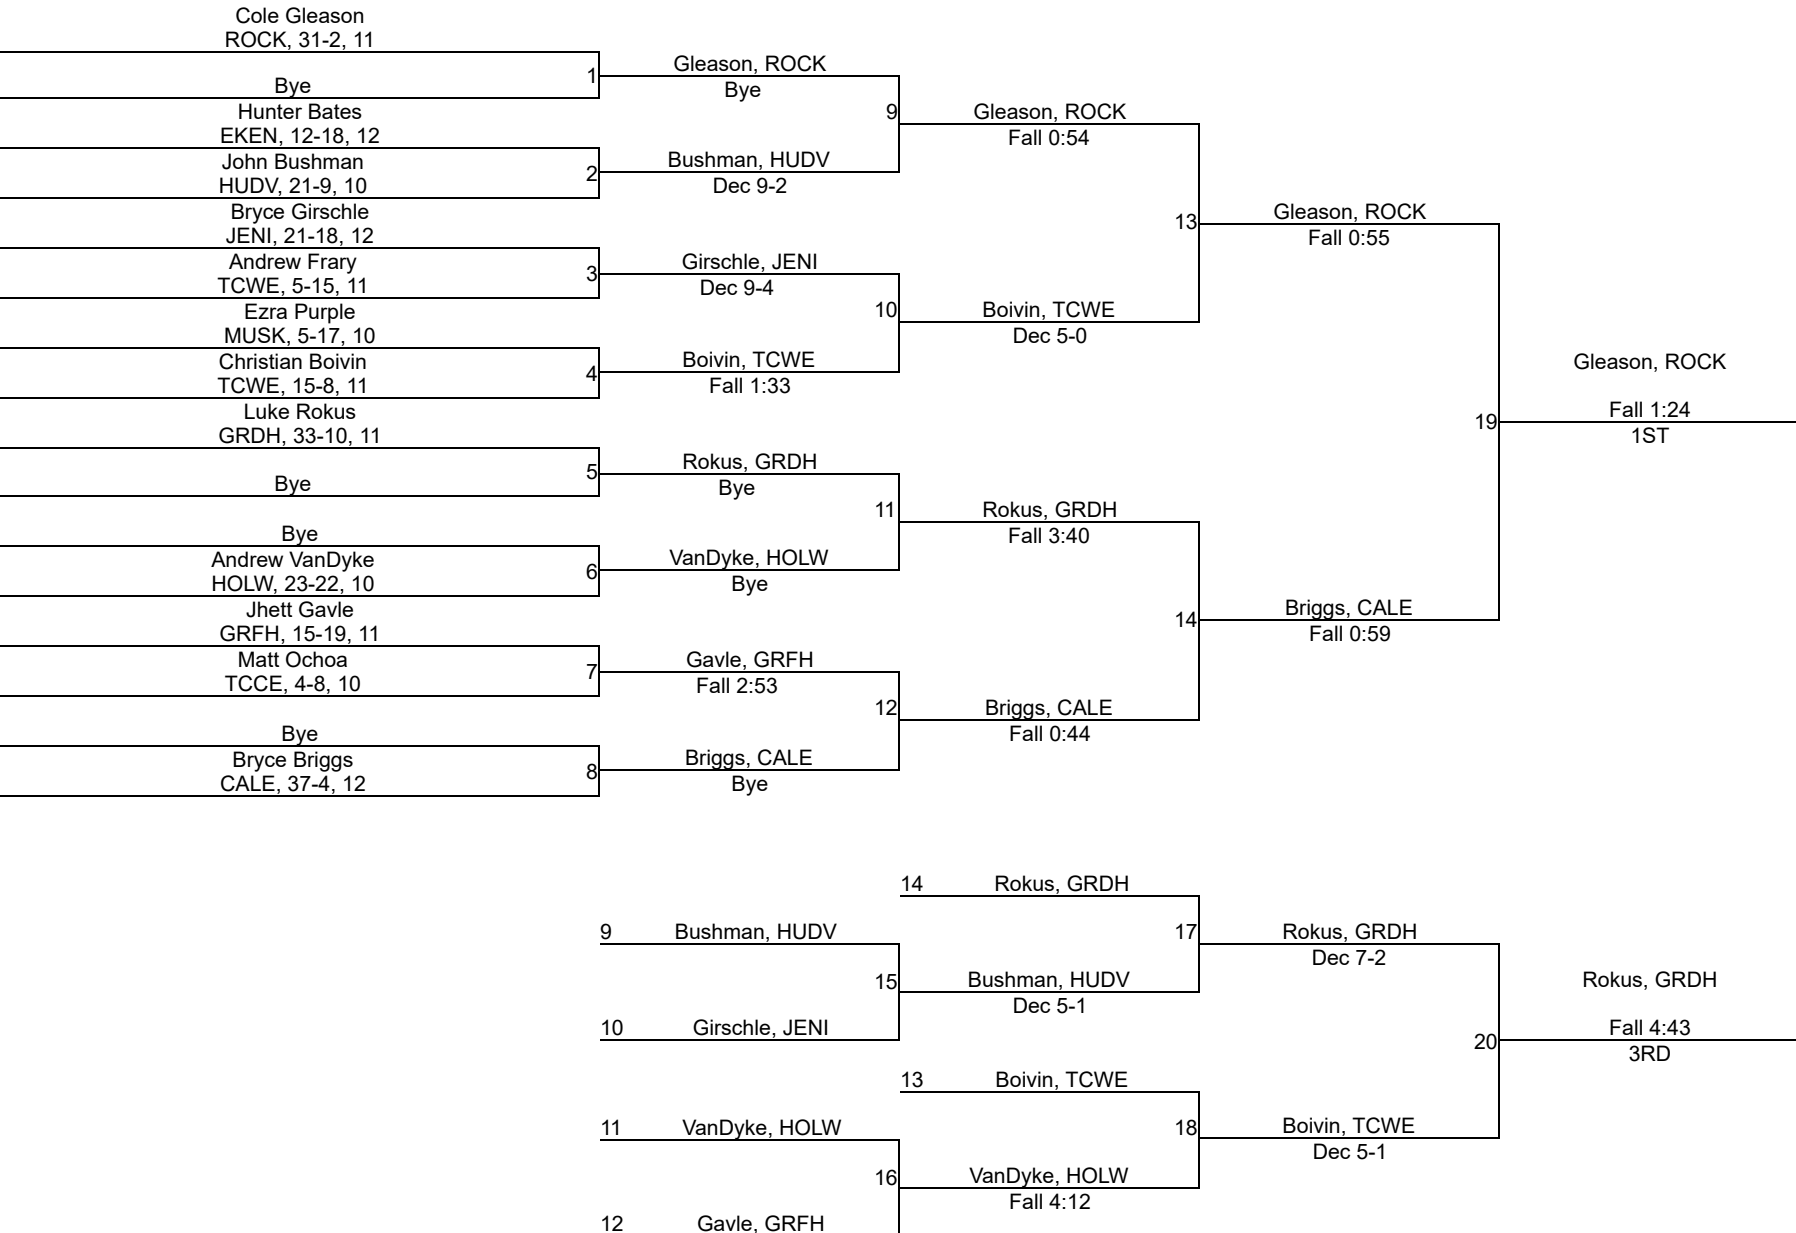 Cole Gleason
ROCK, 31-2, 11
Bye
1
Hunter Bates
EKEN, 12-18, 12
John Bushman
HUDV, 21-9, 10
2
Bryce Girschle
JENI, 21-18, 12
Andrew Frary
TCWE, 5-15, 11
3
Ezra Purple
MUSK, 5-17, 10
Christian Boivin
TCWE, 15-8, 11
4
Luke Rokus
GRDH, 33-10, 11
Bye
5
Bye
Andrew VanDyke
HOLW, 23-22, 10
6
Jhett Gavle
GRFH, 15-19, 11
Matt Ochoa
TCCE, 4-8, 10
7
Bye
Bryce Briggs
CALE, 37-4, 12
8
Gleason, ROCK
Bye
9
Bushman, HUDV
Dec 9-2
Girschle, JENI
Dec 9-4
10
Boivin, TCWE
Fall 1:33
Rokus, GRDH
Bye
11
VanDyke, HOLW
Bye
Gavle, GRFH
Fall 2:53
12
Briggs, CALE
Bye
Gleason, ROCK
Fall 0:54
13
Boivin, TCWE
Dec 5-0
Rokus, GRDH
Fall 3:40
14
Briggs, CALE
Fall 0:44
Gleason, ROCK
Fall 0:55
19
Briggs, CALE
Fall 0:59
Gleason, ROCK
Fall 1:24
1ST
9 Bushman, HUDV
15
10 Girschle, JENI
11 VanDyke, HOLW
16
12 Gavle, GRFH
14 Rokus, GRDH
17
Bushman, HUDV
Dec 5-1
13 Boivin, TCWE
18
VanDyke, HOLW
Fall 4:12
Rokus, GRDH
Dec 7-2
20
Boivin, TCWE
Dec 5-1
Rokus, GRDH
Fall 4:43
3RD